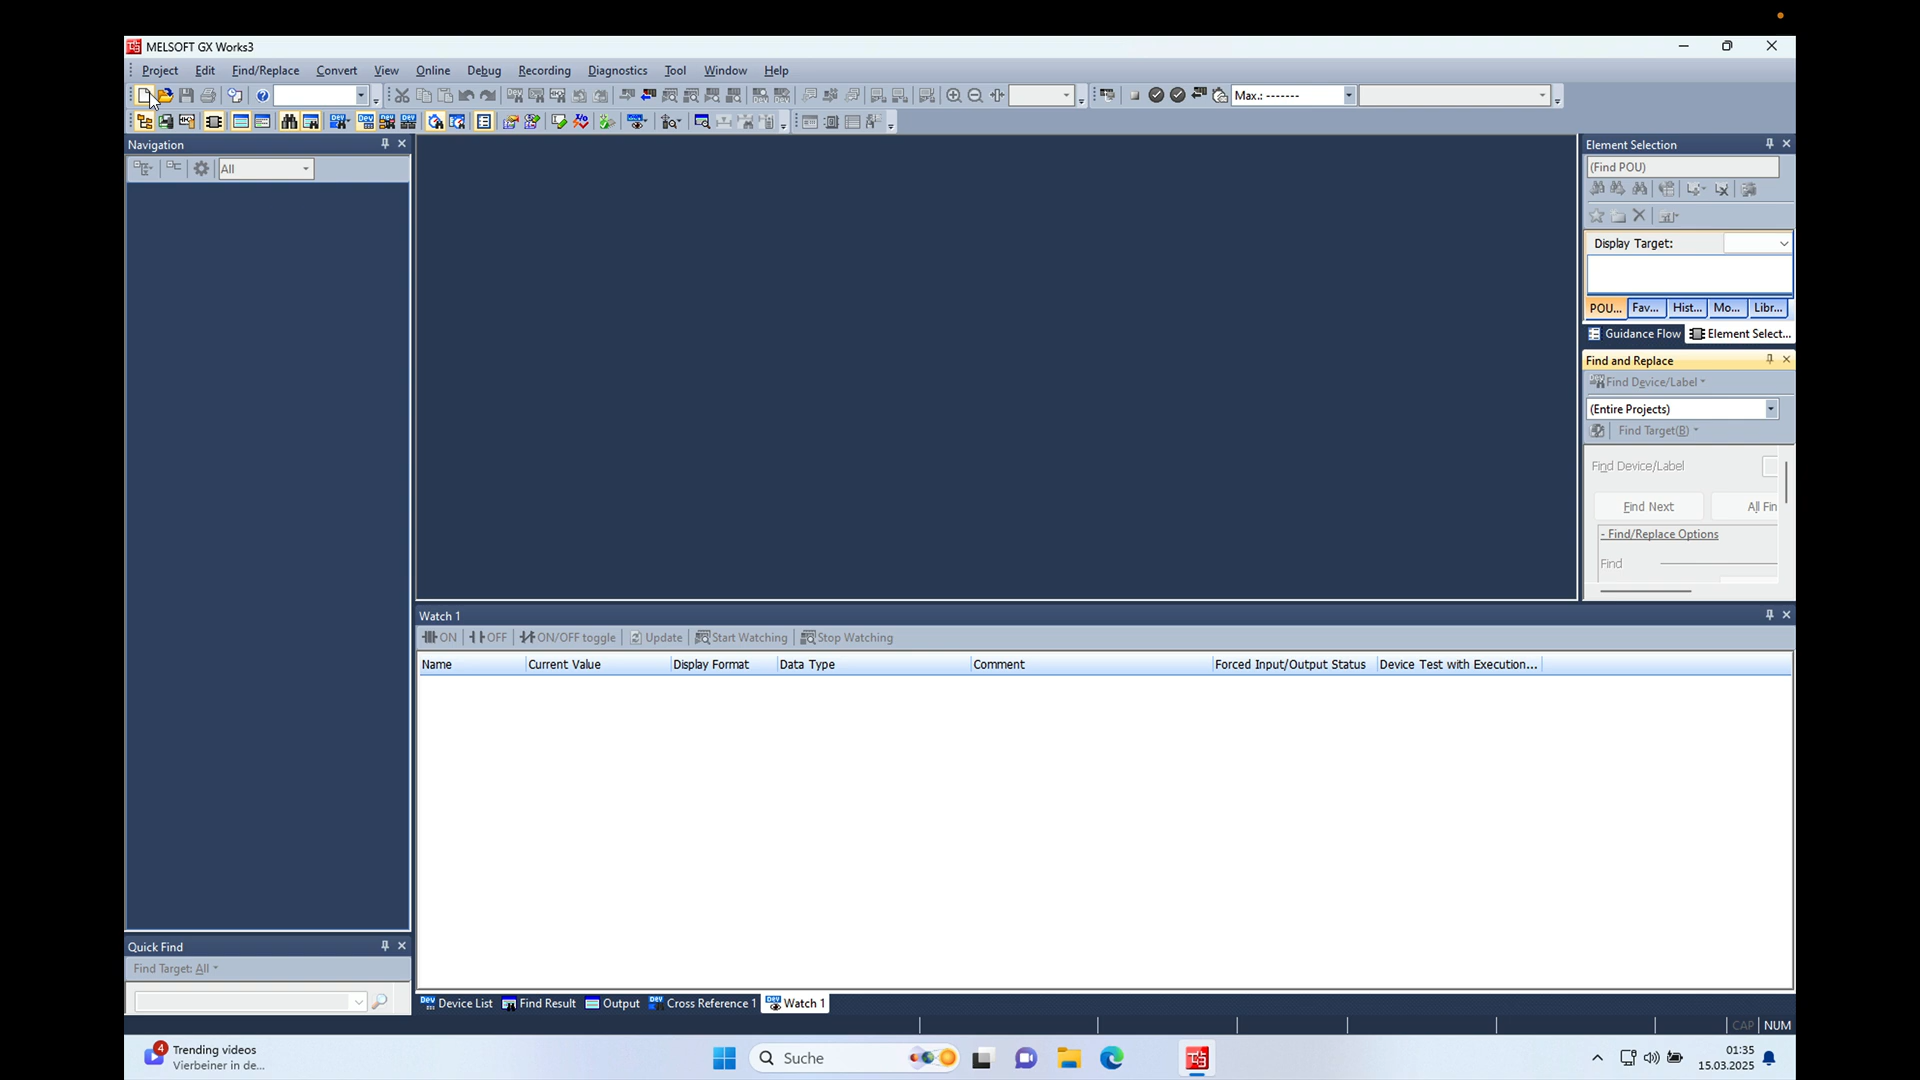 MELSOFT GX Works3
Project Edit Find/Replace Convert View Online Debug Recording Diagnostics Tool Window Help
Max.: -------
Navigation
All
Element Selection
(Find POU)
Display Target:
POU... Fav... Hist... Mo... Libr...
Guidance Flow Element Select...
Find and Replace
Find Device/Label
(Entire Projects)
Find Target(B)
Find Device/Label
Find Next All Fin
- Find/Replace Options
Find
Watch 1
ON OFF ON/OFF toggle Update Start Watching Stop Watching
Name Current Value Display Format Data Type Comment Forced Input/Output Status Device Test with Execution...
Quick Find
Find Target: All
Device List Find Result Output Cross Reference 1 Watch 1
CAP NUM
4
Trending videos
Vierbeiner in de...
Suche
01:35
15.03.2025